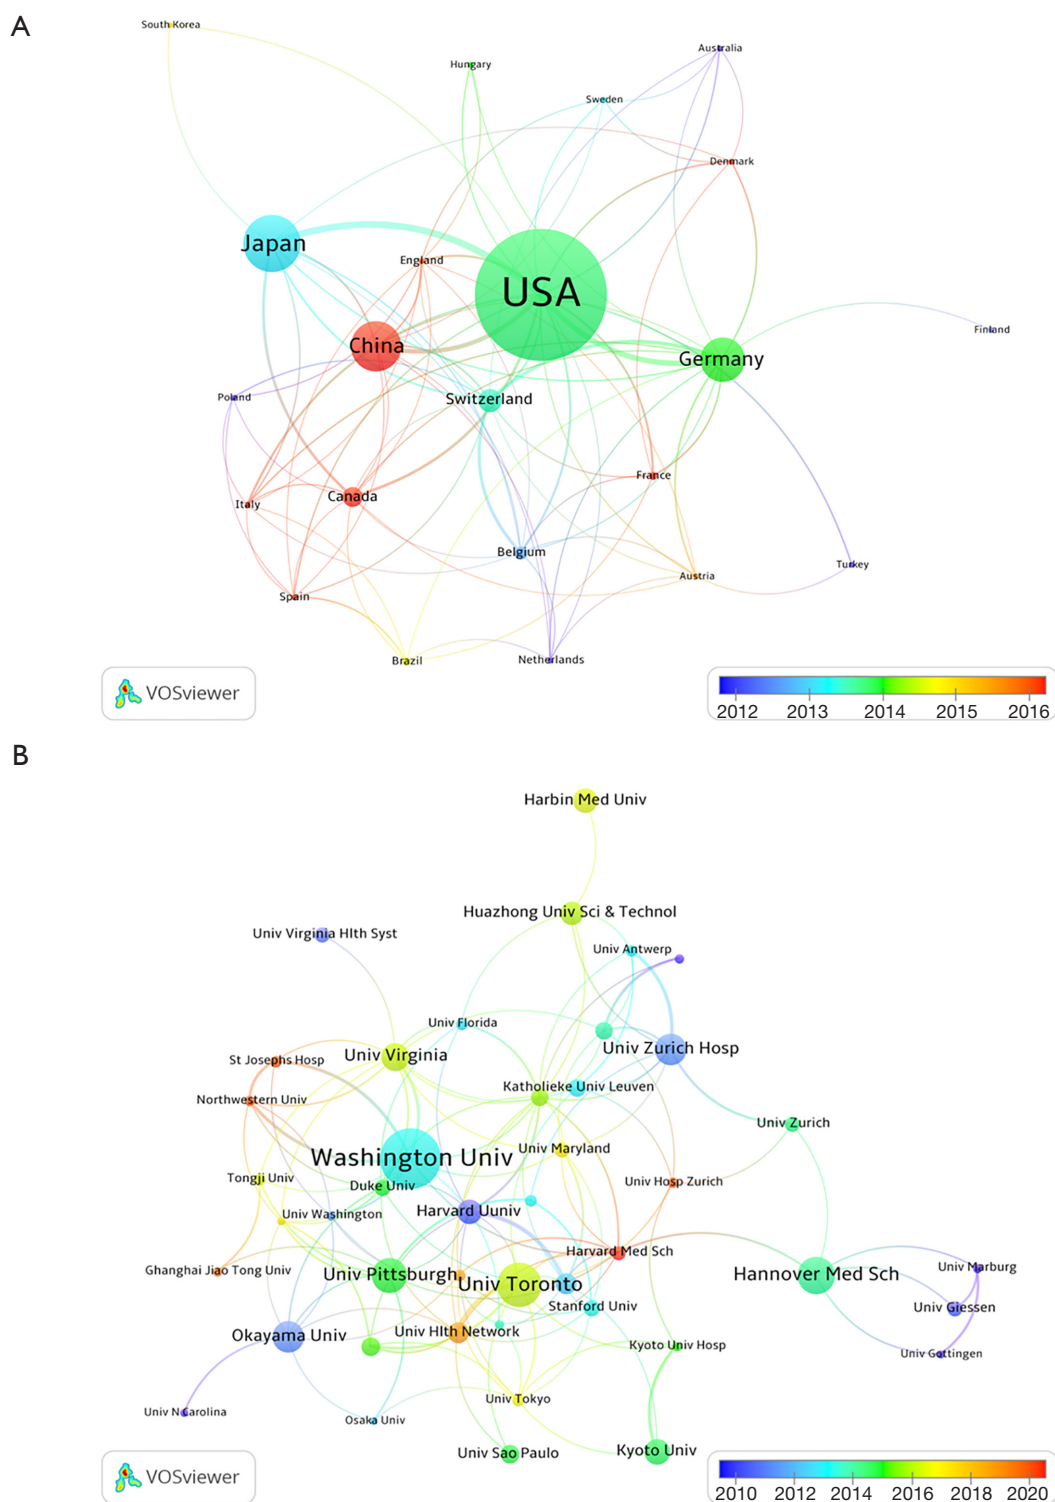 A
South Korea
Australia
Hungary
Sweden
Denmark
Japan
England
USA
Finland
China
Germany
Poland
Switzerland
France
Italy
Canada
Belgium
Turkey
Austria
Spain
Brazil
Netherlands
VOSviewer
2012 2013 2014 2015 2016
B
Harbin Med Univ
Huazhong Univ Sci & Technol
Univ Virginia Hlth Syst
Univ Antwerp
Univ Florida
Univ Zurich Hosp
St Josephs Hosp
Univ Virginia
Northwestern Univ
Katholieke Univ Leuven
Univ Zurich
Washington Univ
Univ Maryland
Tongji Univ
Duke Univ
Univ Hosp Zurich
Univ Washington
Harvard Uuniv
Harvard Med Sch
Ghanghai Jiao Tong Univ
Univ Pittsburgh
Univ Toronto
Hannover Med Sch
Univ Marburg
Stanford Univ
Univ Giessen
Okayama Univ
Univ Hlth Network
Kyoto Univ Hosp
Univ Gottingen
Univ N Carolina
Osaka Univ
Univ Tokyo
Univ Sao Paulo
Kyoto Univ
VOSviewer
2010 2012 2014 2016 2018 2020